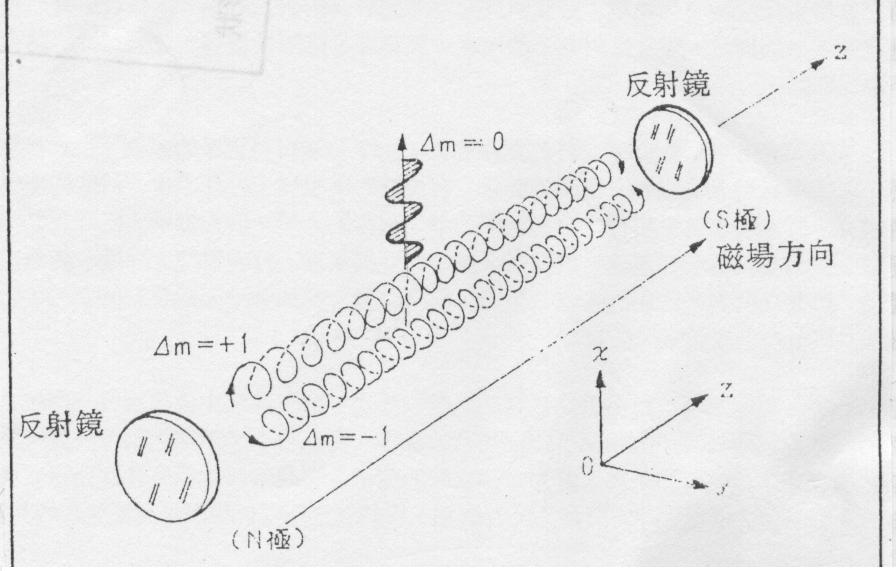 Z
反射鏡
Δm=0
(S極)
磁場方向
Δm=+1
x
Z
反射鏡
Δm=-1
0
(N極)